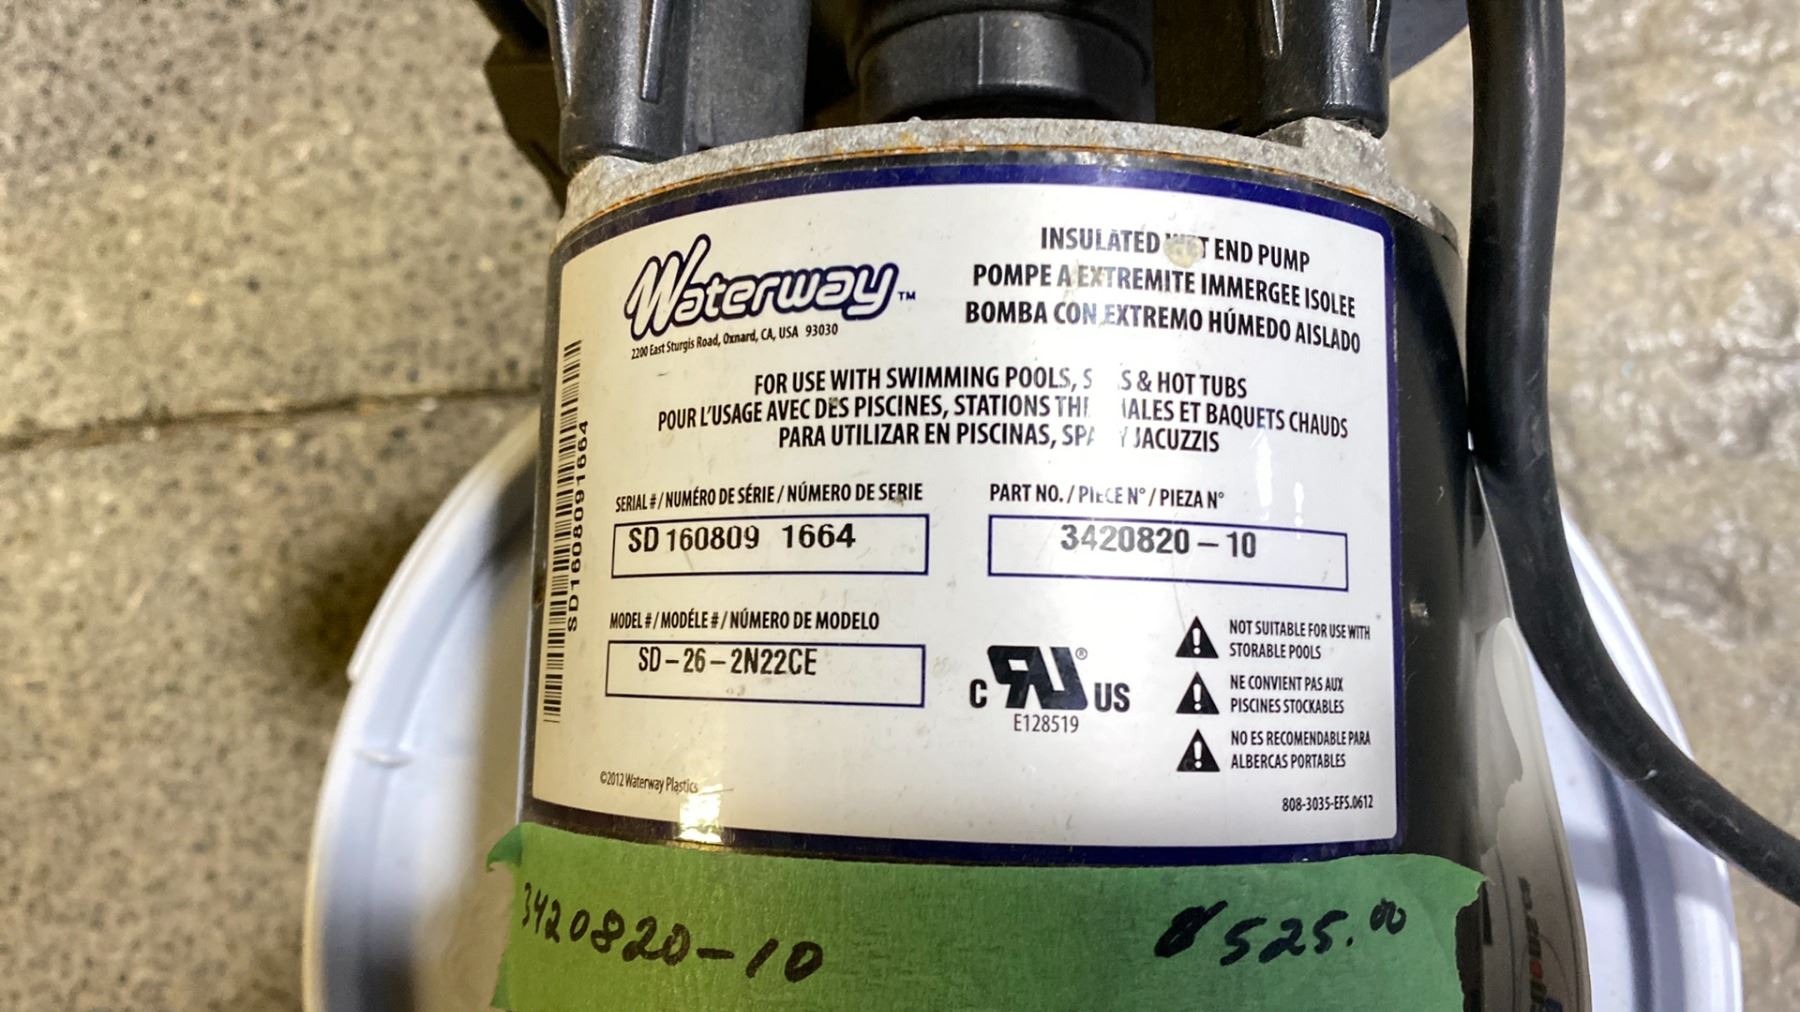 Waterway™
2200 East Sturgis Road, Oxnard, CA, USA 93030
INSULATED END PUMP
POMPE A EXTREMITE IMMERGEE ISOLEE
BOMBA CON EXTREMO HÚMEDO AISLADO
FOR USE WITH SWIMMING POOLS, & HOT TUBS
POUR L'USAGE AVEC DES PISCINES, STATIONS ET BAQUETS CHAUDS
PARA UTILIZAR EN PISCINAS, Y JACUZZIS
SERIAL # / NUMÉRO DE SÉRIE / NÚMERO DE SERIE
SD 160809 1664
PART NO. / PIECE N° / PIEZA N°
3420820 – 10
MODEL # / MODÉLE # / NÚMERO DE MODELO
SD – 26 – 2N22CE
C RU® US
E128519
NOT SUITABLE FOR USE WITH
STORABLE POOLS
NE CONVIENT PAS AUX
PISCINES STOCKABLES
NO ES RECOMENDABLE PARA
ALBERCAS PORTABLES
©2012 Waterway Plastics
808-3035-EFS.0612
SD1608091664
3420820-10
$525.00